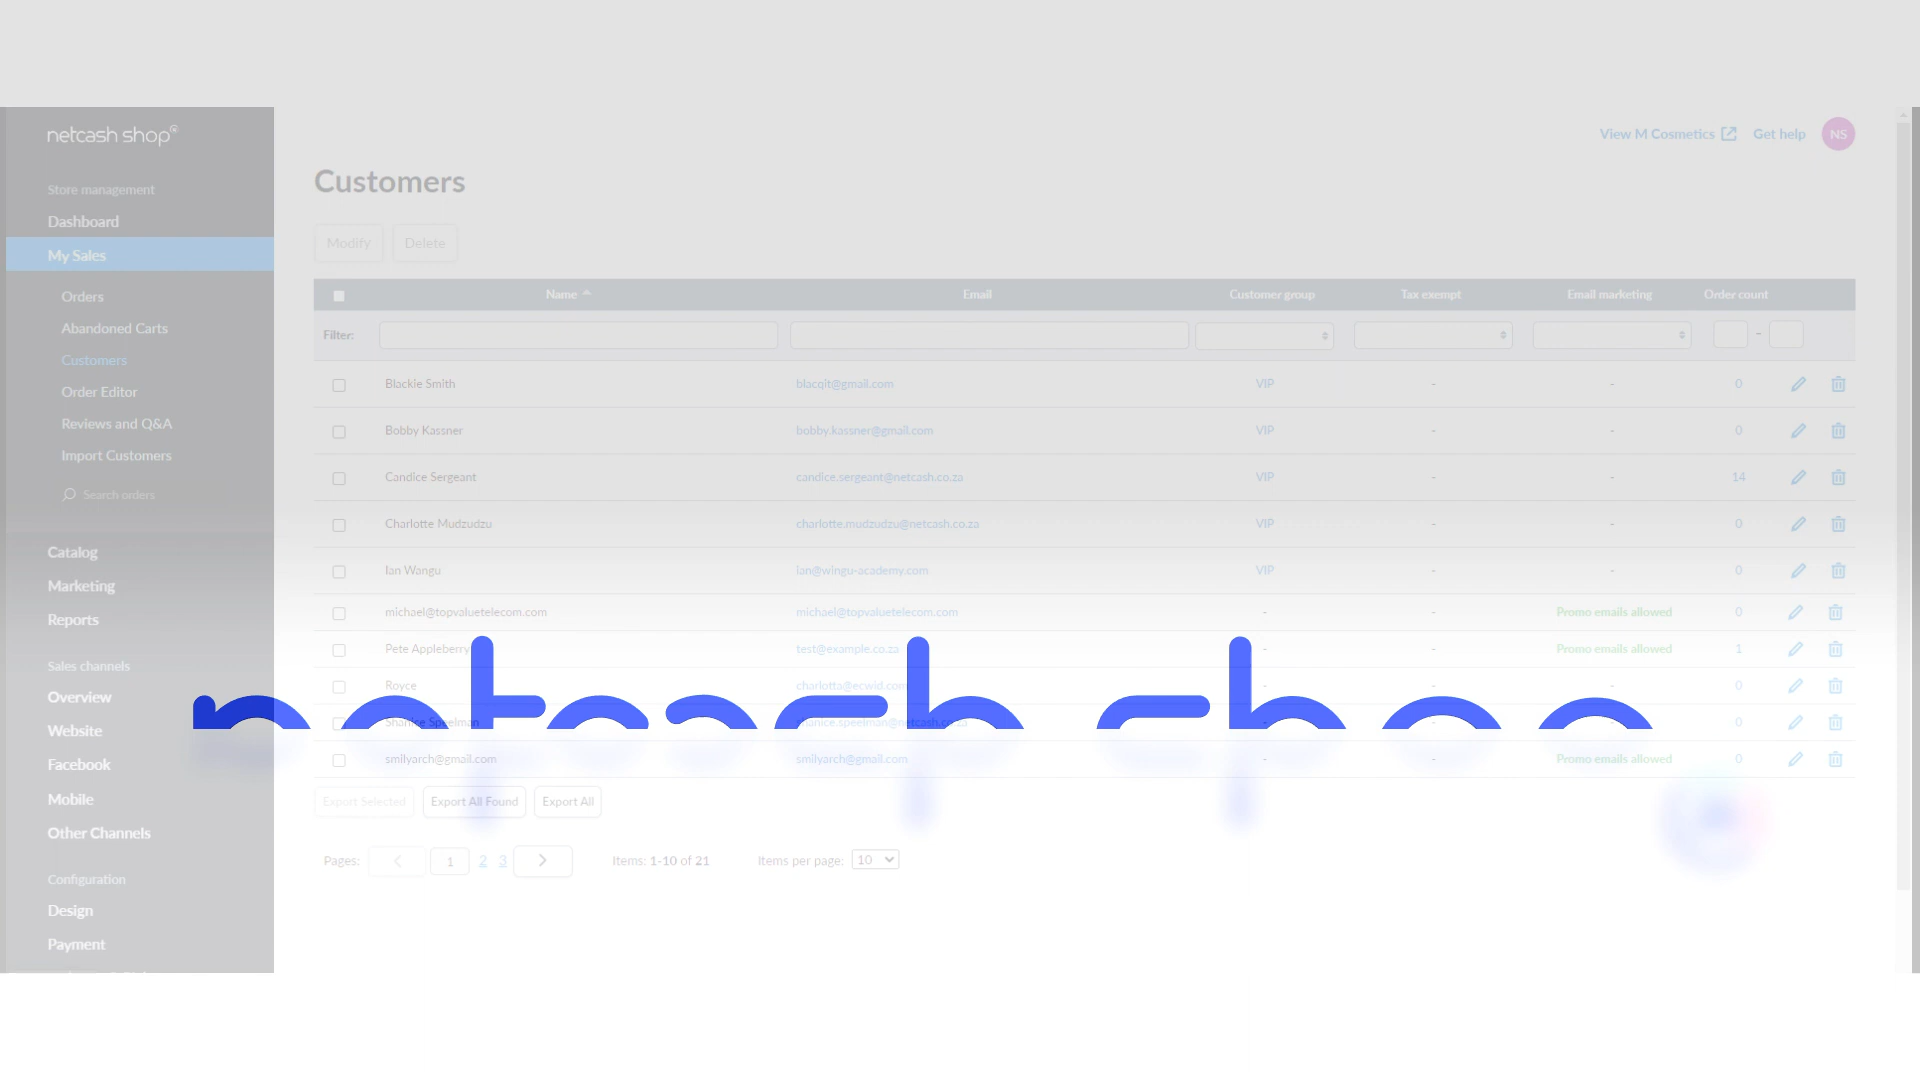 netcash shop®
View M Cosmetics
Get help
NS
Store management
Dashboard
My Sales
Orders
Abandoned Carts
Customers
Order Editor
Reviews and Q&A
Import Customers
Search orders
Catalog
Marketing
Reports
Sales channels
Overview
Website
Facebook
Mobile
Other Channels
Configuration
Design
Payment
Customers
Modify Delete
Name Email Customer group Tax exempt Email marketing Order count
Filter: -
Blackie Smith blacqit@gmail.com VIP - - 0
Bobby Kassner bobby.kassner@gmail.com VIP - - 0
Candice Sergeant candice.sergeant@netcash.co.za VIP - - 14
Charlotte Mudzudzu charlotte.mudzudzu@netcash.co.za VIP - - 0
Ian Wangu Ian@wingu-academy.com VIP - - 0
michael@topvaluetelecom.com michael@topvaluetelecom.com - - Promo emails allowed 0
Pete Appleberry test@example.co.za - - Promo emails allowed 1
Royce charlotta@ecwid.com - - - 0
Shanice Speelman shanice.speelman@netcash.co.za - 0
smilyarch@gmail.com smilyarch@gmail.com - - Promo emails allowed 0
netcash shop
Export Selected Export All Found Export All
Pages: 1 2 3 Items: 1-10 of 21 Items per page: 10